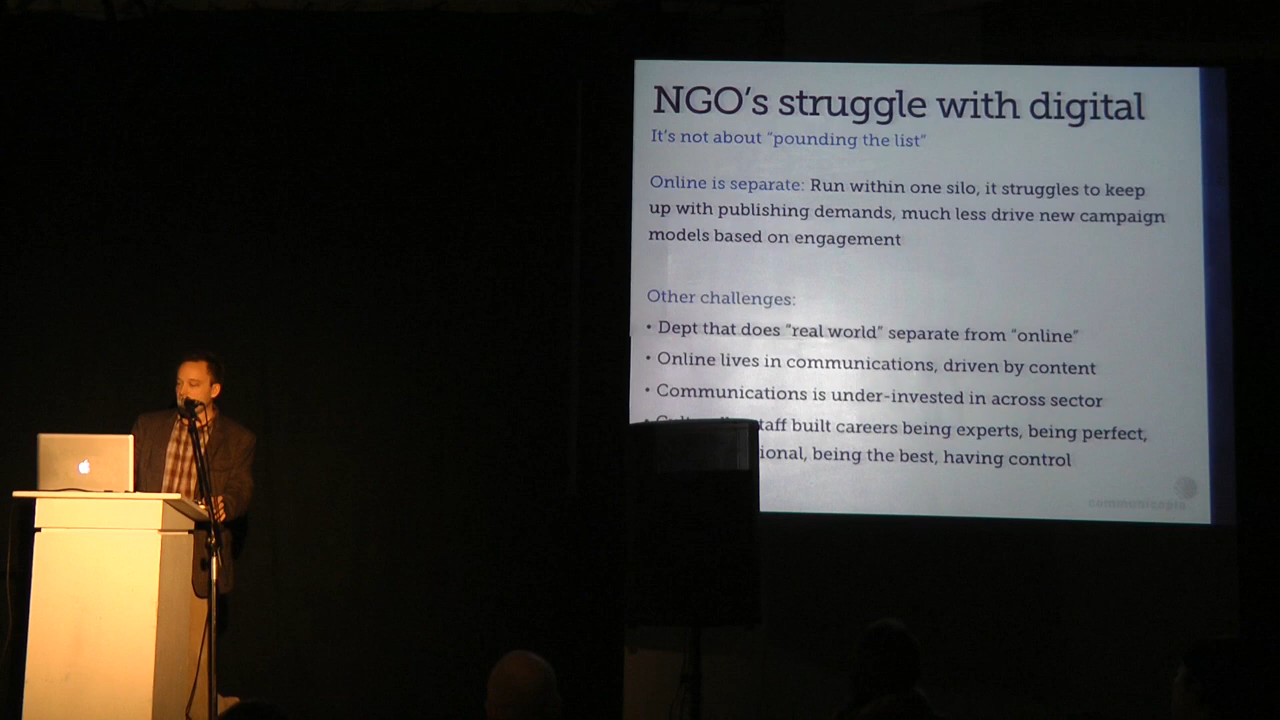 NGO's struggle with digital
It's not about "pounding the list"
Online is separate: Run within one silo, it struggles to keep
up with publishing demands, much less drive new campaign
models based on engagement
Other challenges:
• Dept that does "real world" separate from "online"
• Online lives in communications, driven by content
• Communications is under-invested in across sector
built careers being experts, being perfect,
being the best, having control
communicopia